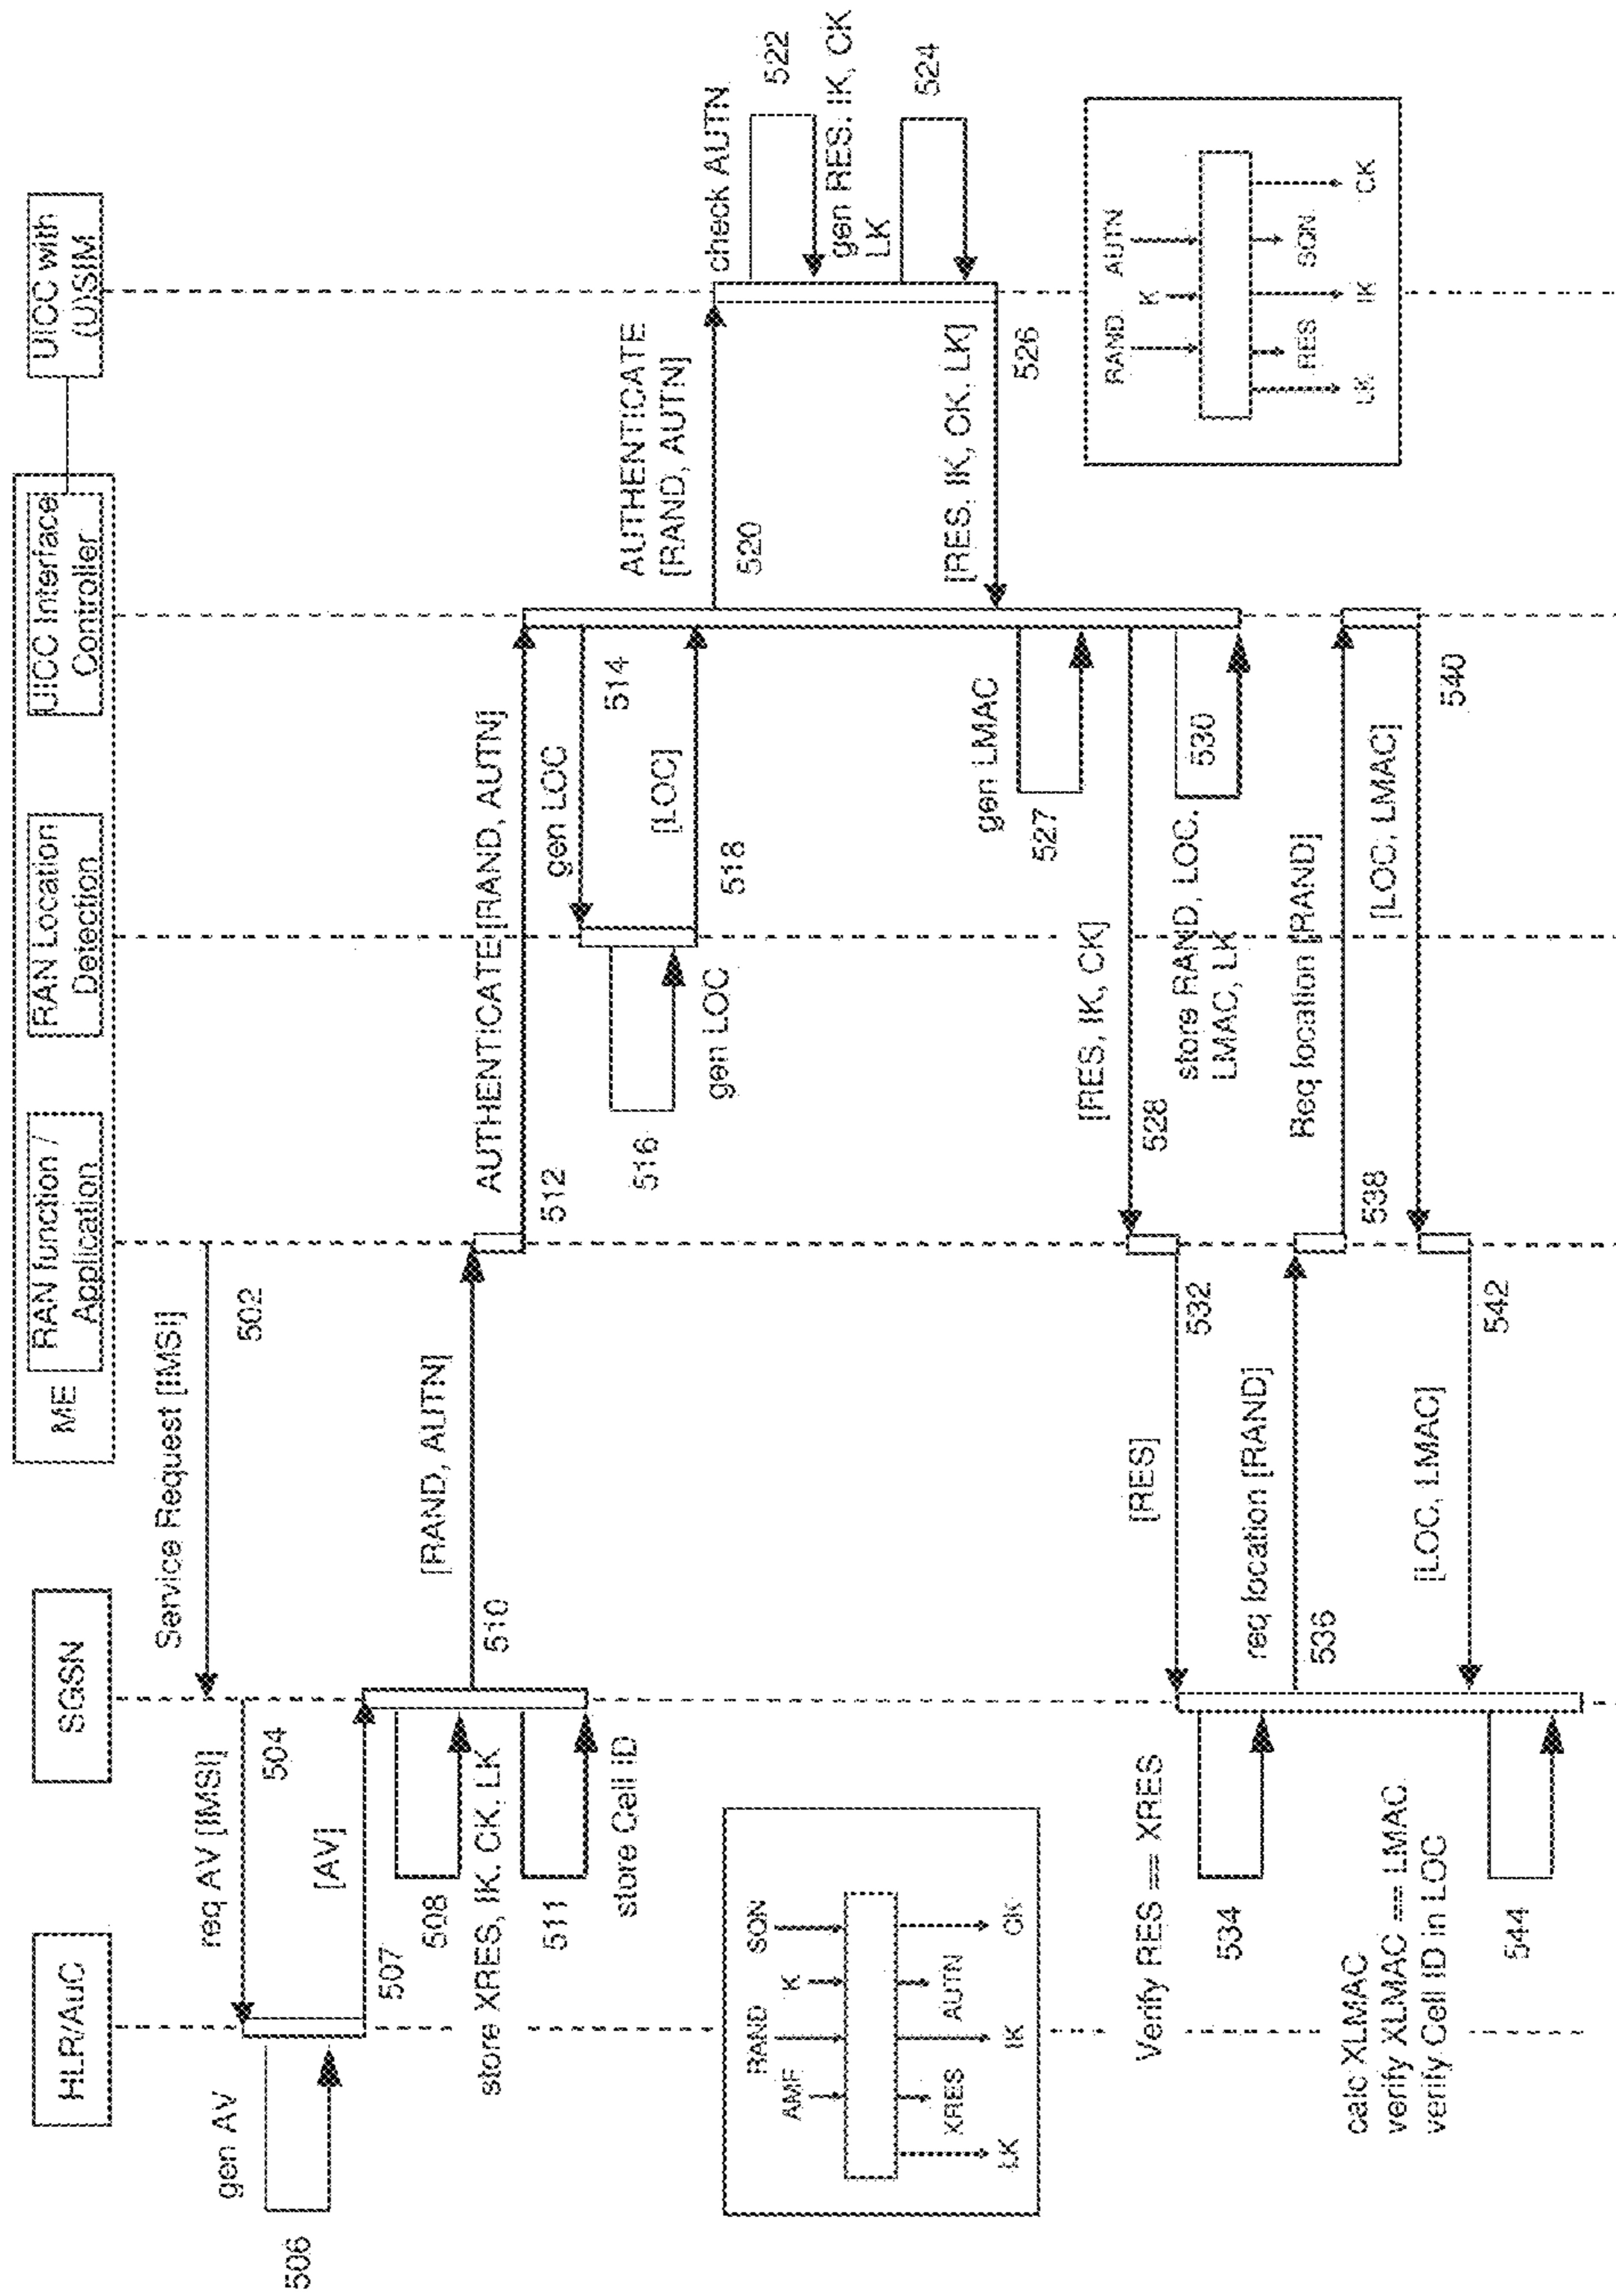 HLR/AuC
SGSN
ME
RAN function /
Application
RAN Location
Detection
UICC Interface
Controller
UICC with
(U)SIM
Service Request [IMSI]
502
req AV [IMSI]
504
gen AV
506
[AV]
507
508
store XRES, IK, CK, LK
[RAND, AUTN]
510
511
store Cell ID
AUTHENTICATE [RAND, AUTN]
512
gen LOC
514
516
gen LOC
[LOC]
518
AUTHENTICATE
[RAND, AUTN]
520
check AUTN
522
gen RES, IK, CK
LK
524
[RES, IK, CK, LK]
526
gen LMAC
527
[RES, IK, CK]
528
store RAND, LOC,
LMAC, LK
530
[RES]
532
Verify RES == XRES
534
req location [RAND]
536
Req location [RAND]
538
[LOC, LMAC]
540
[LOC, LMAC]
542
calc XLMAC
verify XLMAC == LMAC
verify Cell ID in LOC
544
AMF
RAND
K
SQN
LK
XRES
IK
AUTN
CK
RAND
K
AUTN
LK
RES
IK
SQN
CK